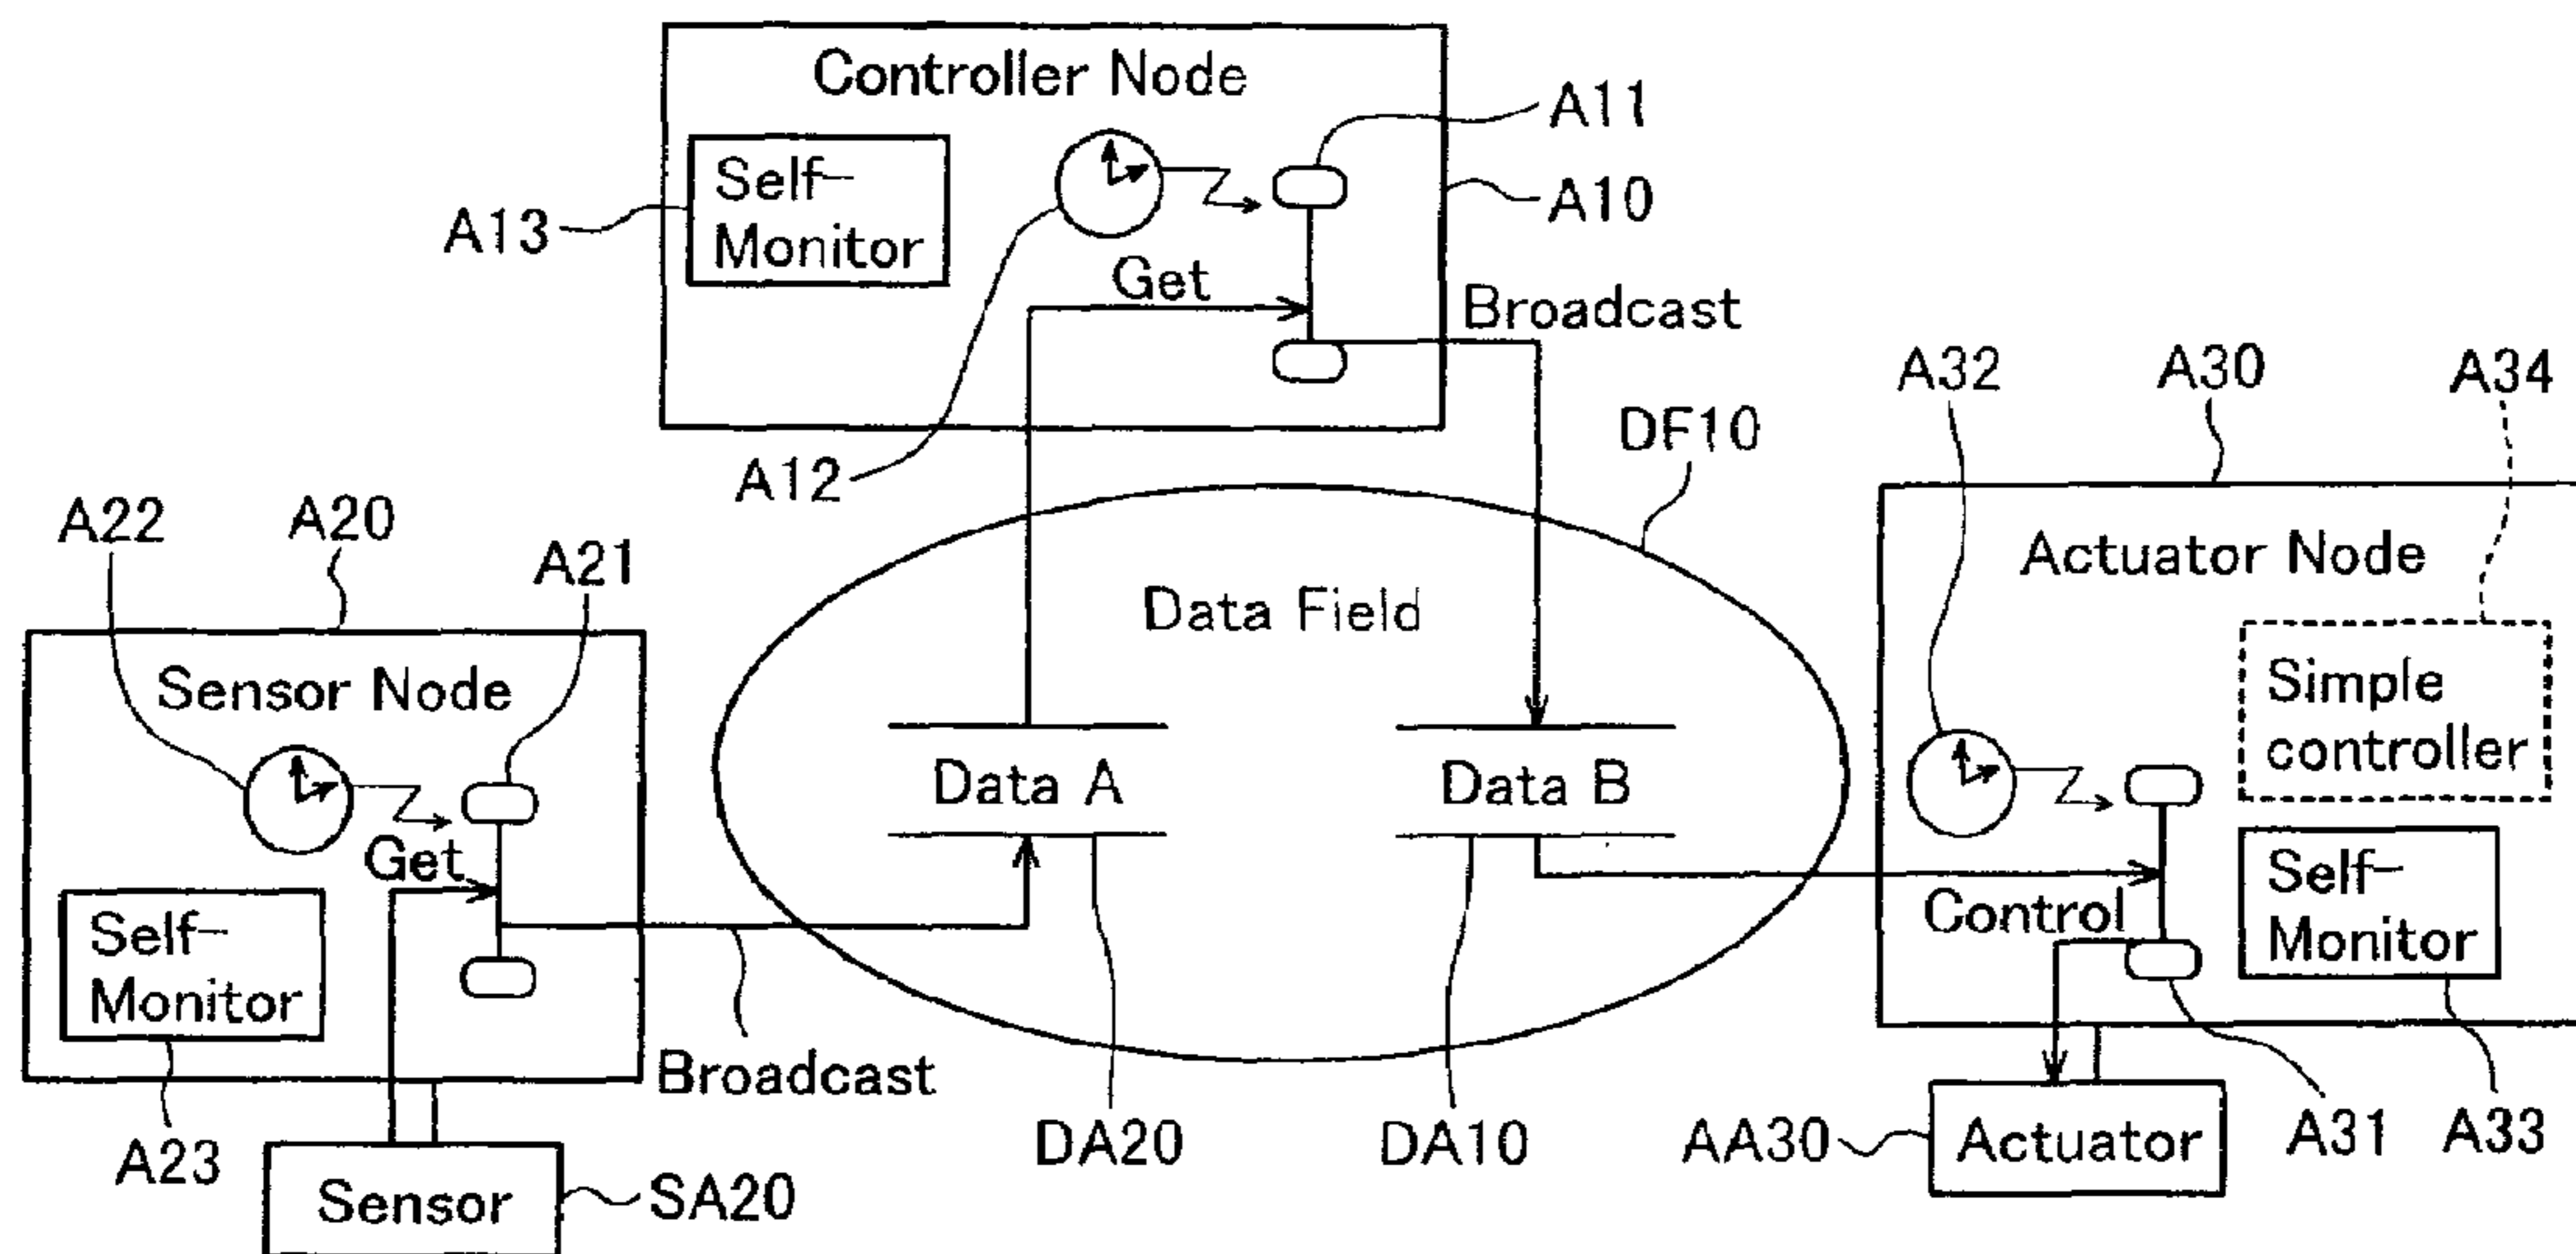 Controller Node
A11
Self-
Monitor
A10
A13
Get
Broadcast
A12
DF10
A32
A30
A34
A22
A20
A21
Data Field
Actuator Node
Sensor Node
Simple
controller
Data A
Data B
Get
Self-
Monitor
Control
Self-
Monitor
Broadcast
A23
DA20
DA10
AA30
Actuator
A31
A33
Sensor
SA20